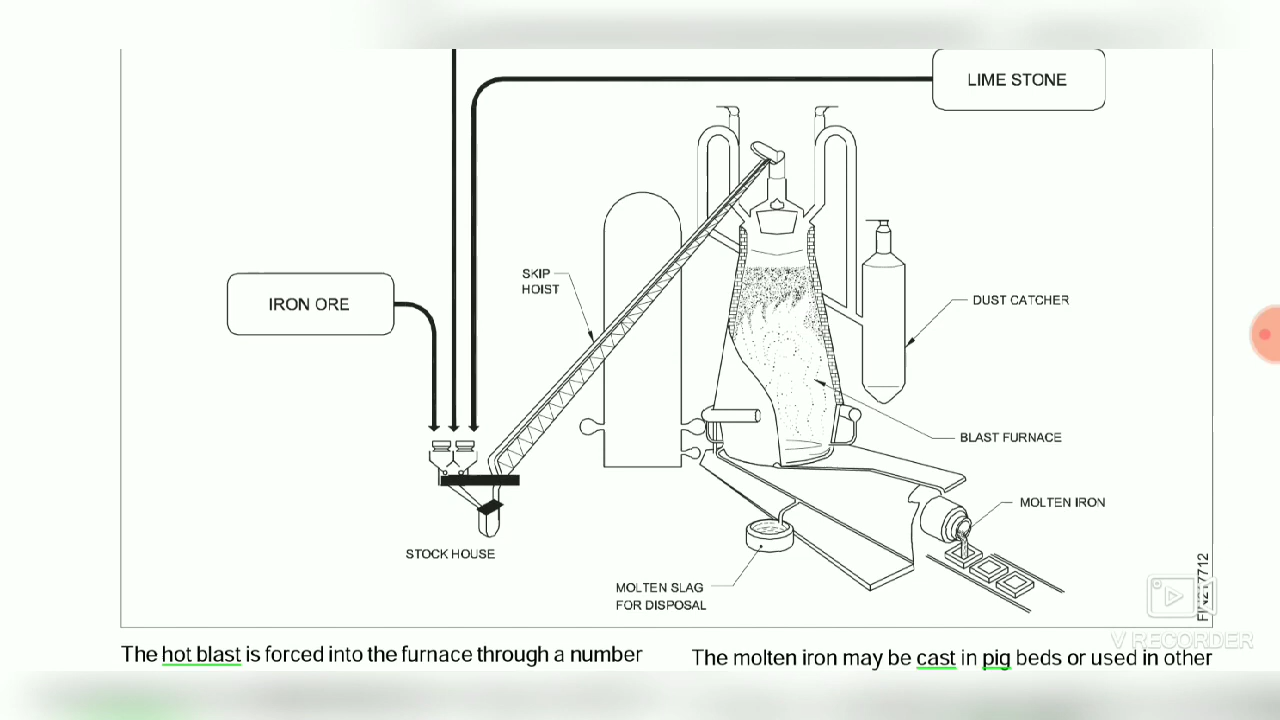 LIME STONE
IRON ORE
SKIP
HOIST
DUST CATCHER
BLAST FURNACE
MOLTEN IRON
STOCK HOUSE
MOLTEN SLAG
FOR DISPOSAL
V RECORDER
The hot blast is forced into the furnace through a number
The molten iron may be cast in pig beds or used in other